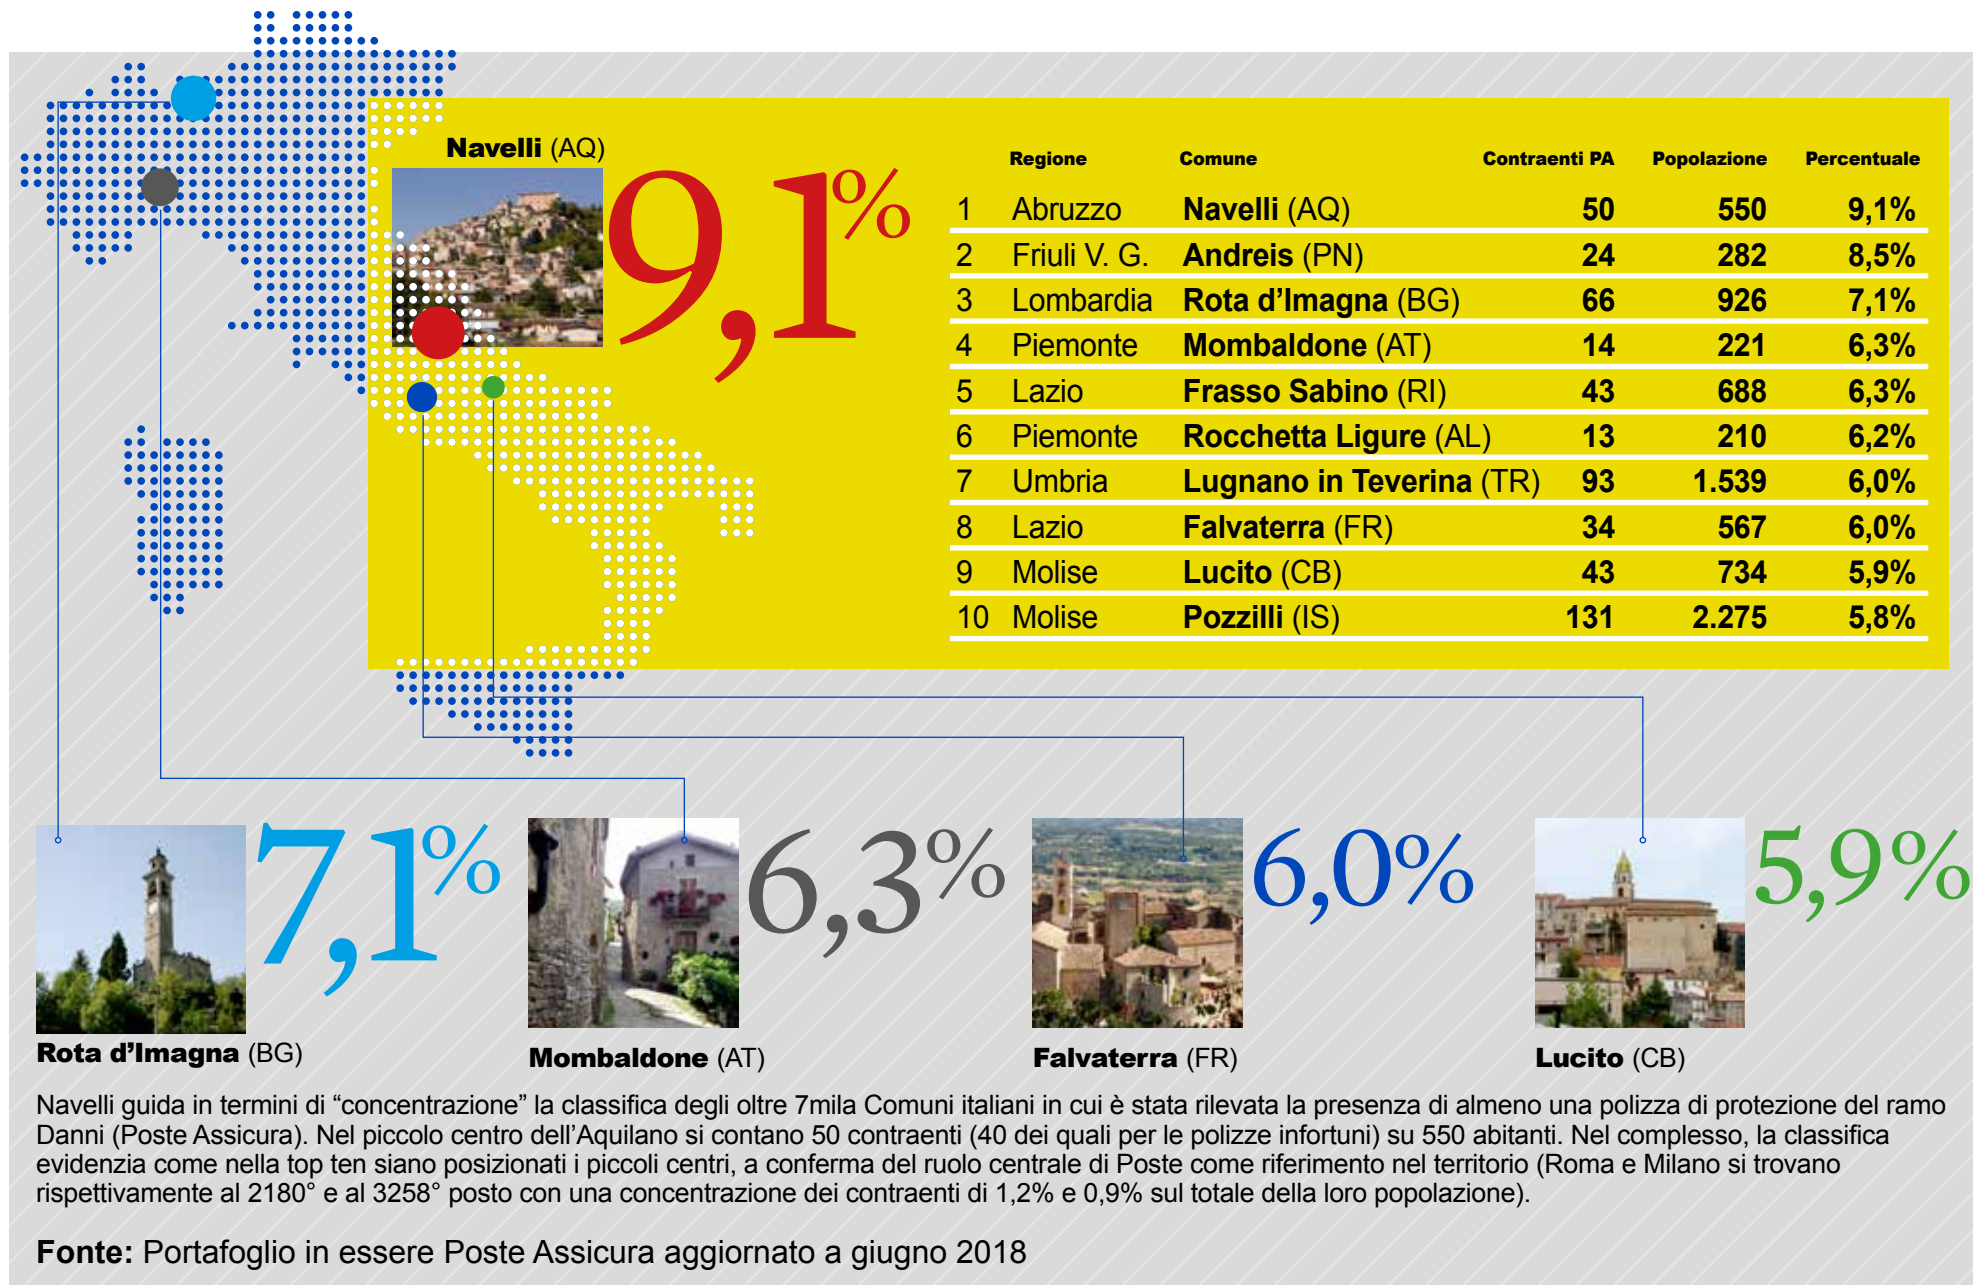 Navelli (AQ)
9,1%
Regione Comune Contraenti PA Popolazione Percentuale
1 Abruzzo Navelli (AQ) 50 550 9,1%
2 Friuli V. G. Andreis (PN) 24 282 8,5%
3 Lombardia Rota d’Imagna (BG) 66 926 7,1%
4 Piemonte Mombaldone (AT) 14 221 6,3%
5 Lazio Frasso Sabino (RI) 43 688 6,3%
6 Piemonte Rocchetta Ligure (AL) 13 210 6,2%
7 Umbria Lugnano in Teverina (TR) 93 1.539 6,0%
8 Lazio Falvaterra (FR) 34 567 6,0%
9 Molise Lucito (CB) 43 734 5,9%
10 Molise Pozzilli (IS) 131 2.275 5,8%
7,1%
Rota d’Imagna (BG)
6,3%
Mombaldone (AT)
6,0%
Falvaterra (FR)
5,9%
Lucito (CB)
Navelli guida in termini di “concentrazione” la classifica degli oltre 7mila Comuni italiani in cui è stata rilevata la presenza di almeno una polizza di protezione del ramo
Danni (Poste Assicura). Nel piccolo centro dell’Aquilano si contano 50 contraenti (40 dei quali per le polizze infortuni) su 550 abitanti. Nel complesso, la classifica
evidenzia come nella top ten siano posizionati i piccoli centri, a conferma del ruolo centrale di Poste come riferimento nel territorio (Roma e Milano si trovano
rispettivamente al 2180° e al 3258° posto con una concentrazione dei contraenti di 1,2% e 0,9% sul totale della loro popolazione).
Fonte: Portafoglio in essere Poste Assicura aggiornato a giugno 2018